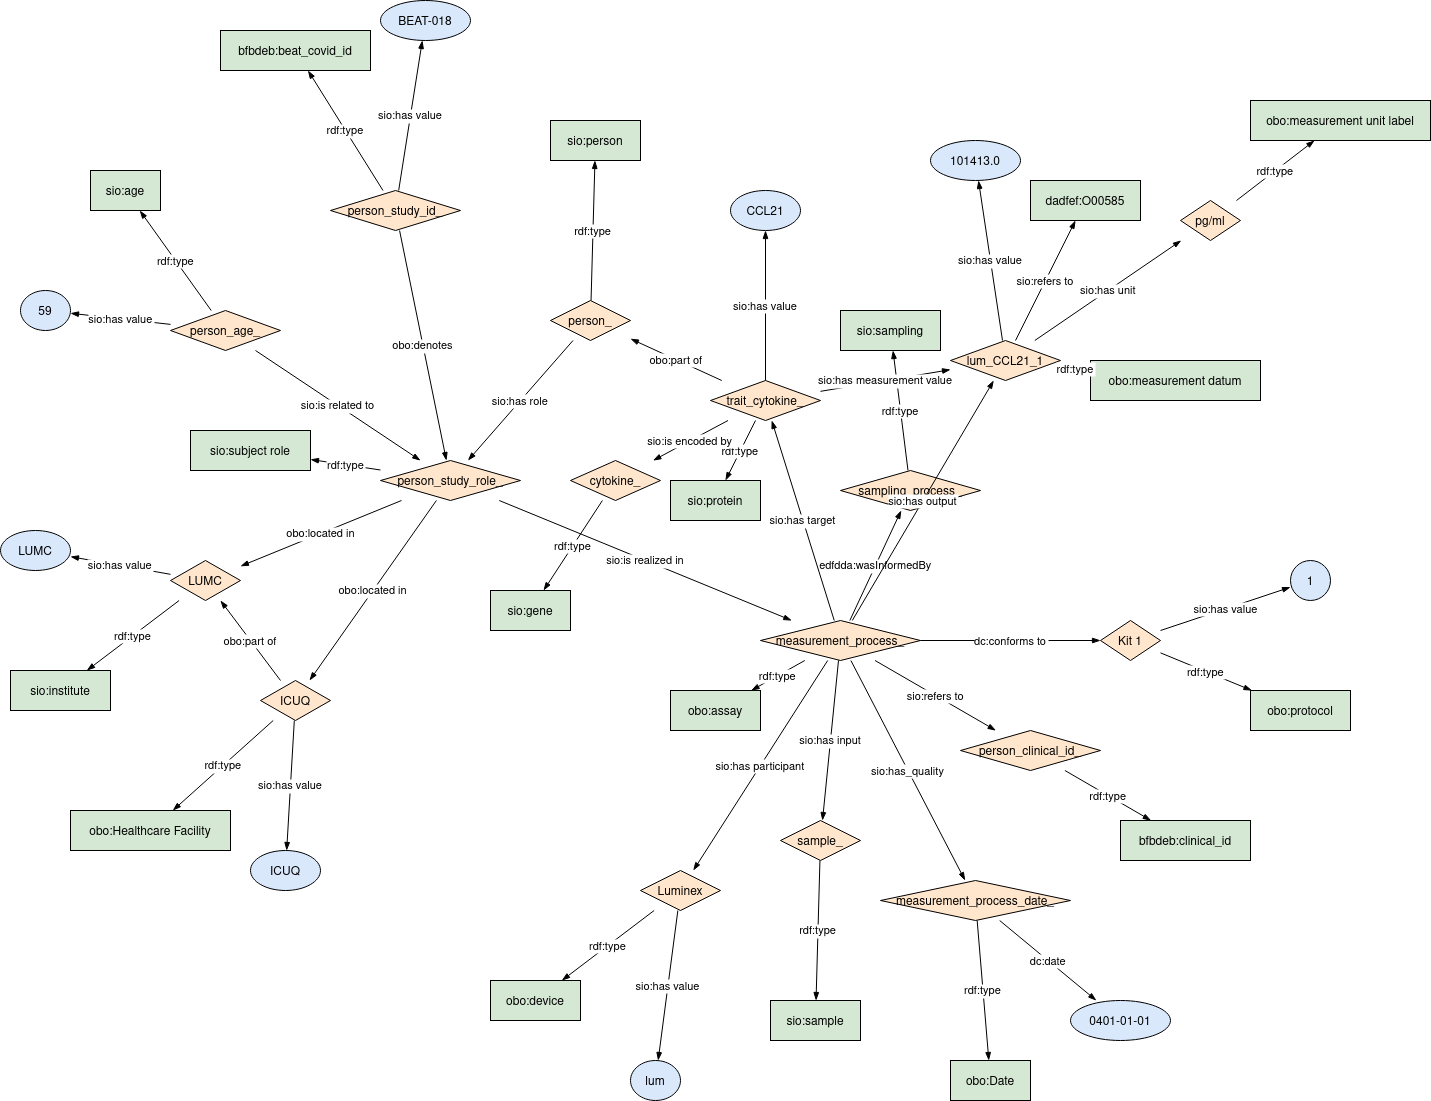 BEAT-018
bfbdeb:beat_covid_id
sio:has value
rdf:type
sio:person
obo:measurement unit label
101413.0
rdf:type
sio:age
dadfef:O00585
person_study_id_
CCL21
pg/ml
rdf:type
rdf:type
sio:has value
sio:refers to
sio:has unit
59
sio:has value
person_age_
person_
sio:has value
sio:sampling
obo:denotes
obo:part of
lum_CCL21_1
rdf:type
obo:measurement datum
sio:has measurement value
sio:is related to
sio:has role
trait_cytokine_
rdf:type
sio:is encoded by
rdf:type
sio:subject role
rdf:type
person_study_role_
cytokine_
sio:protein
sampling_process_
sio:has output
sio:has target
obo:located in
LUMC
sio:has value
rdf:type
sio:is realized in
edfdda:wasInformedBy
LUMC
obo:located in
1
sio:has value
sio:gene
rdf:type
obo:part of
measurement_process_
dc:conforms to
Kit 1
rdf:type
rdf:type
sio:institute
ICUQ
sio:refers to
obo:assay
obo:protocol
sio:has input
person_clinical_id_
rdf:type
sio:has value
sio:has participant
sio:has_quality
rdf:type
obo:Healthcare Facility
sample_
bfbdeb:clinical_id
ICUQ
Luminex
measurement_process_date_
rdf:type
rdf:type
dc:date
sio:has value
rdf:type
obo:device
sio:sample
0401-01-01
lum
obo:Date